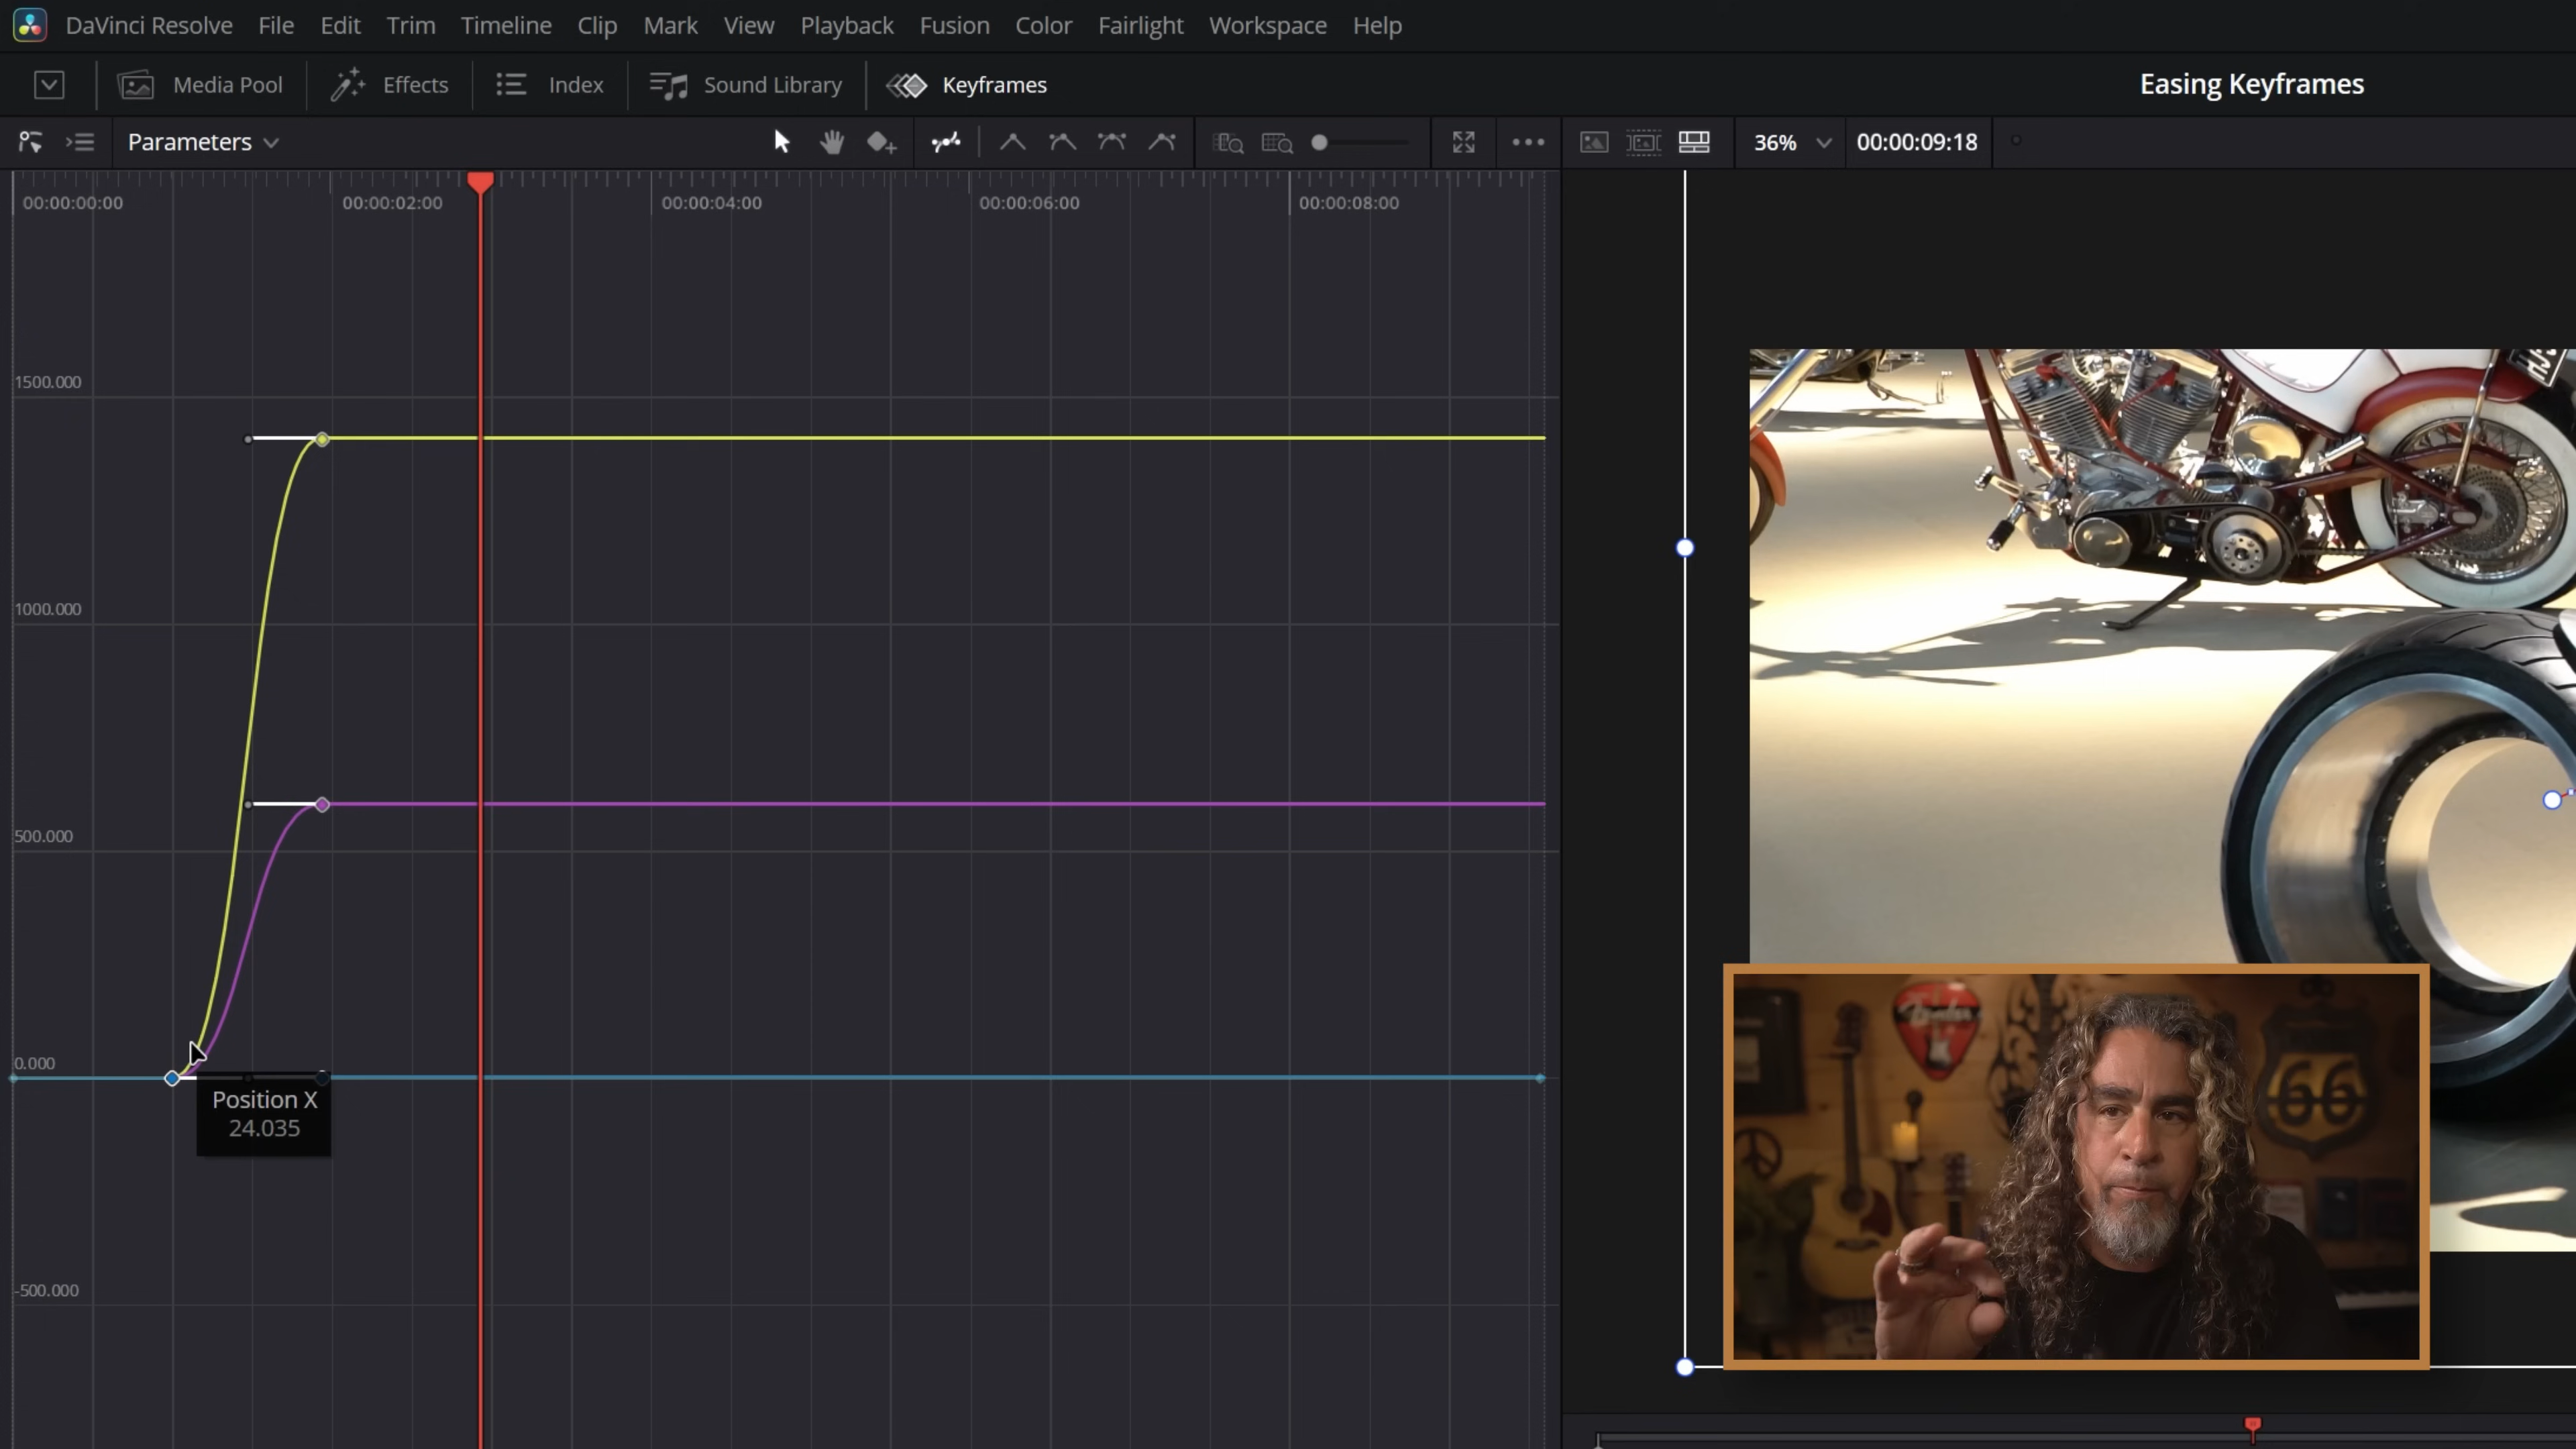 DaVinci Resolve File Edit Trim Timeline Clip Mark View Playback Fusion Color Fairlight Workspace Help
Media Pool Effects Index Sound Library Keyframes Easing Keyframes
Parameters 36% 00:00:09:18
00:00:00:00 00:00:02:00 00:00:04:00 00:00:06:00 00:00:08:00
1500.000
1000.000
500.000
0.000
Position X
24.035
-500.000
Fender
66